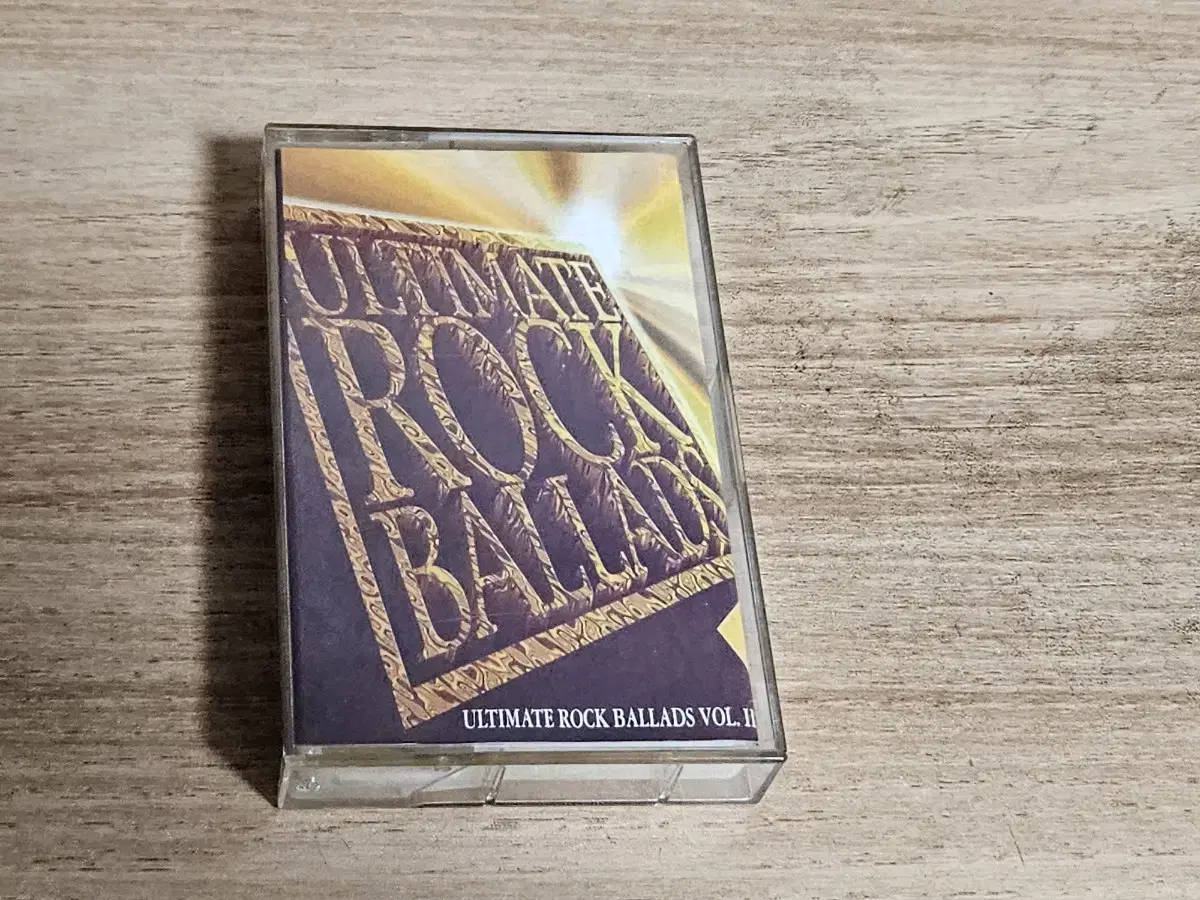 ULTIMATE
ROCK
BALLADS
ULTIMATE ROCK BALLADS VOL. II